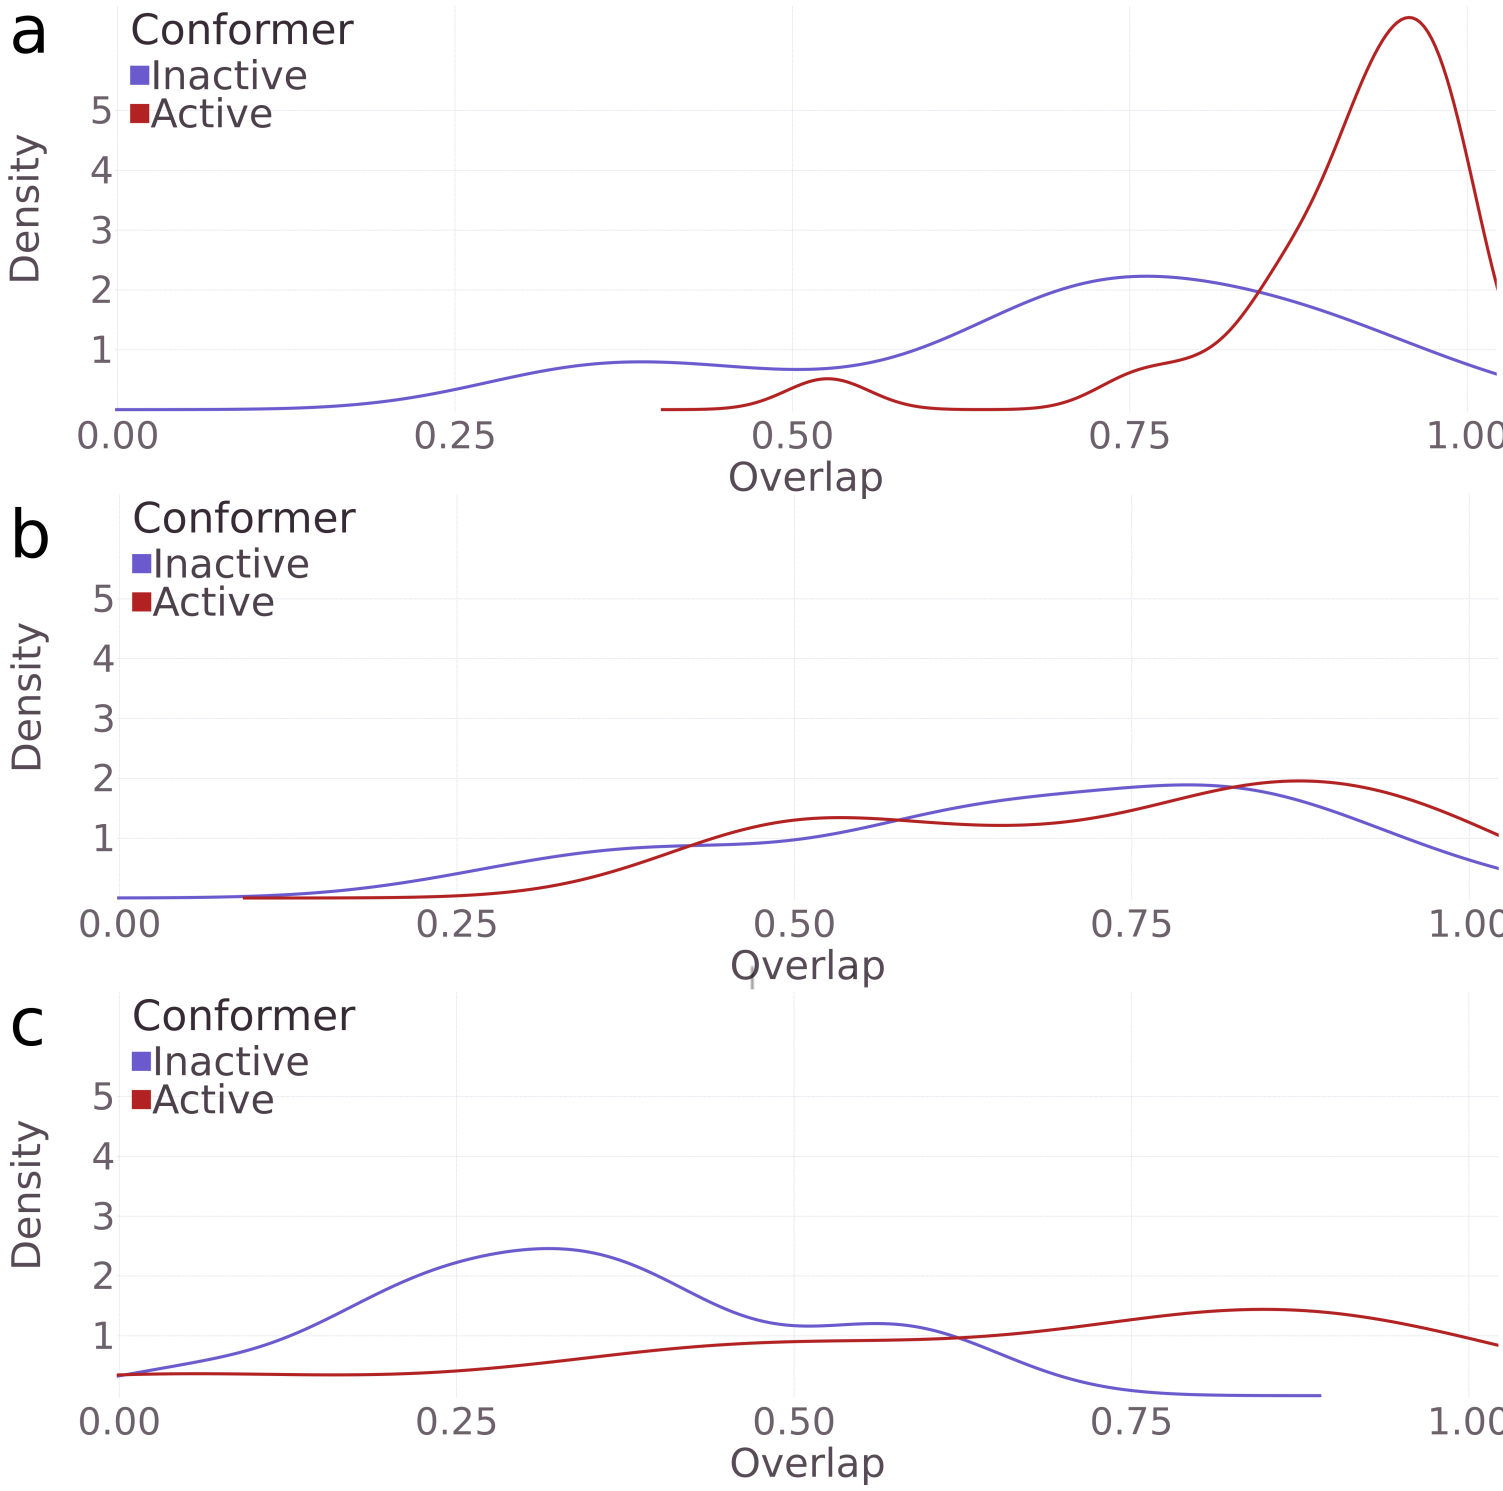 a
Conformer
Inactive
Active
5
4
3
2
1
Density
0.00 0.25 0.50 0.75 1.00
Overlap
b
Conformer
Inactive
Active
5
4
3
2
1
Density
0.00 0.25 0.50 0.75 1.00
Overlap
c
Conformer
Inactive
Active
5
4
3
2
1
Density
0.00 0.25 0.50 0.75 1.00
Overlap